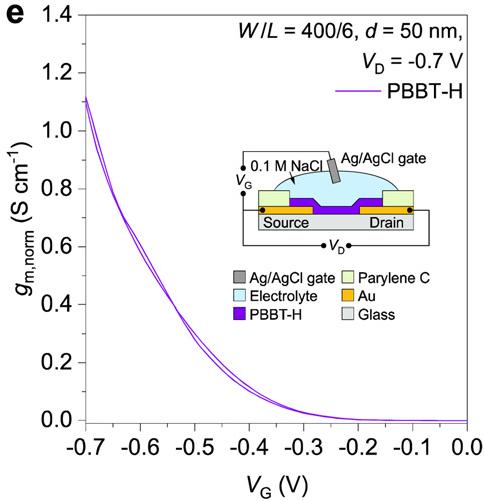 e
W/L = 400/6, d = 50 nm,
V_D = -0.7 V
PBBT-H
1.4
1.2
1.0
0.8
0.6
0.4
0.2
0.0
g_m,norm (S cm⁻¹)
0.1 M NaCl
Ag/AgCl gate
V_G
Source
Drain
V_D
Ag/AgCl gate
Parylene C
Electrolyte
Au
PBBT-H
Glass
-0.7 -0.6 -0.5 -0.4 -0.3 -0.2 -0.1 0.0
V_G (V)